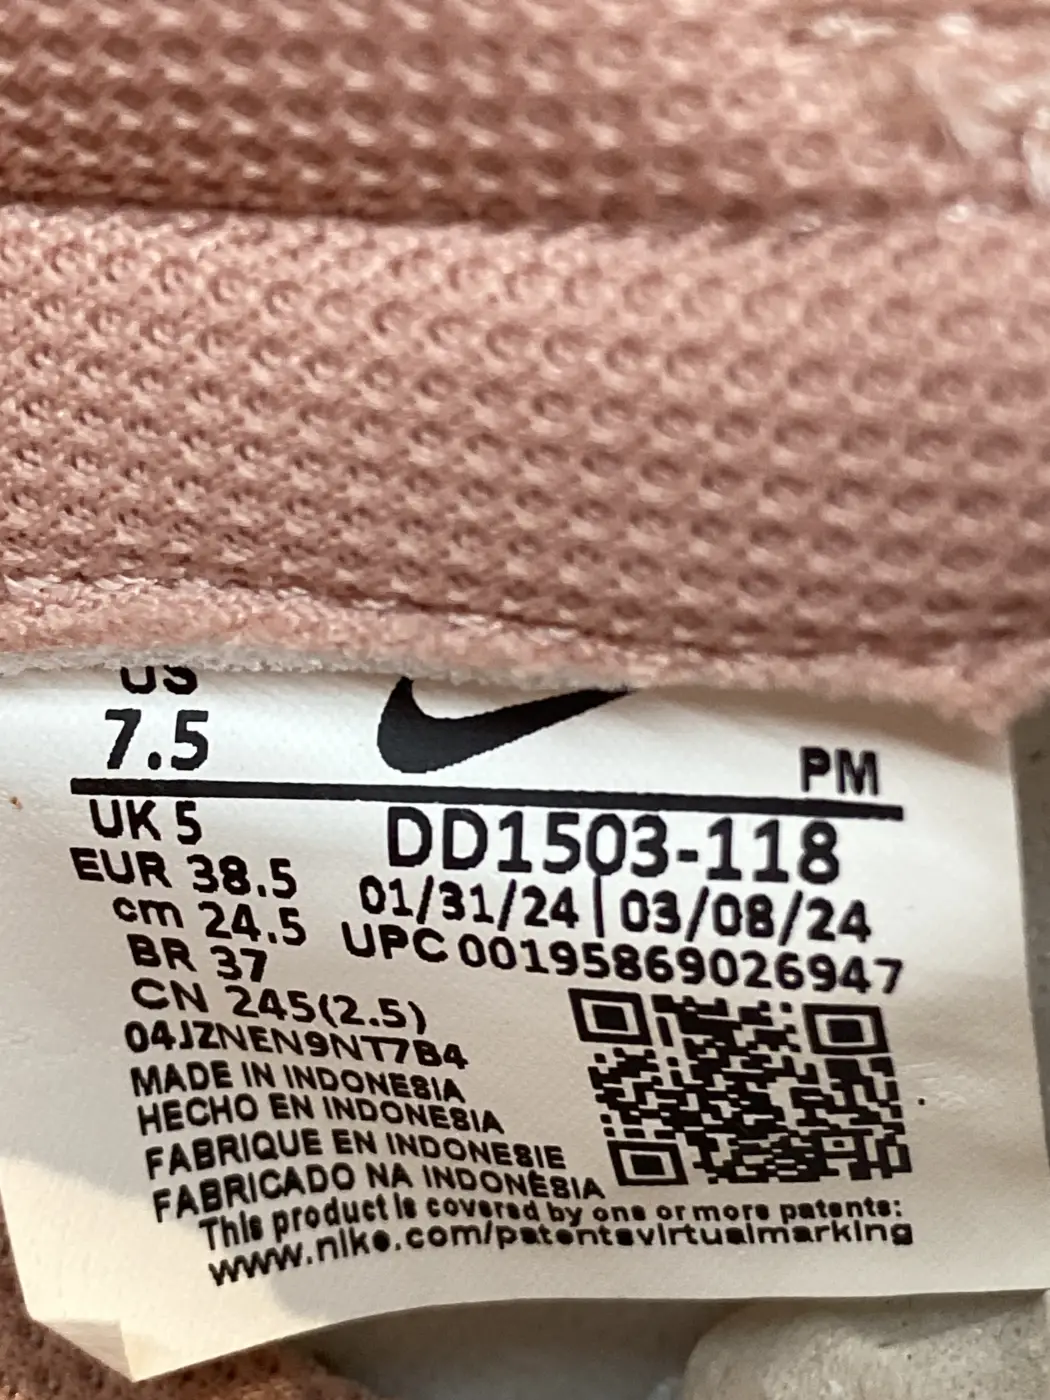 US
7.5
PM
UK 5
DD1503-118
EUR 38.5
01/31/24 | 03/08/24
cm 24.5
UPC 00195869026947
BR 37
CN 245(2.5)
04JZNEN9NT7B4
MADE IN INDONESIA
HECHO EN INDONESIA
FABRIQUE EN INDONESIE
FABRICADO NA INDONÉSIA
This product is covered by one or more patents:
www.nike.com/patentsvirtualmarking